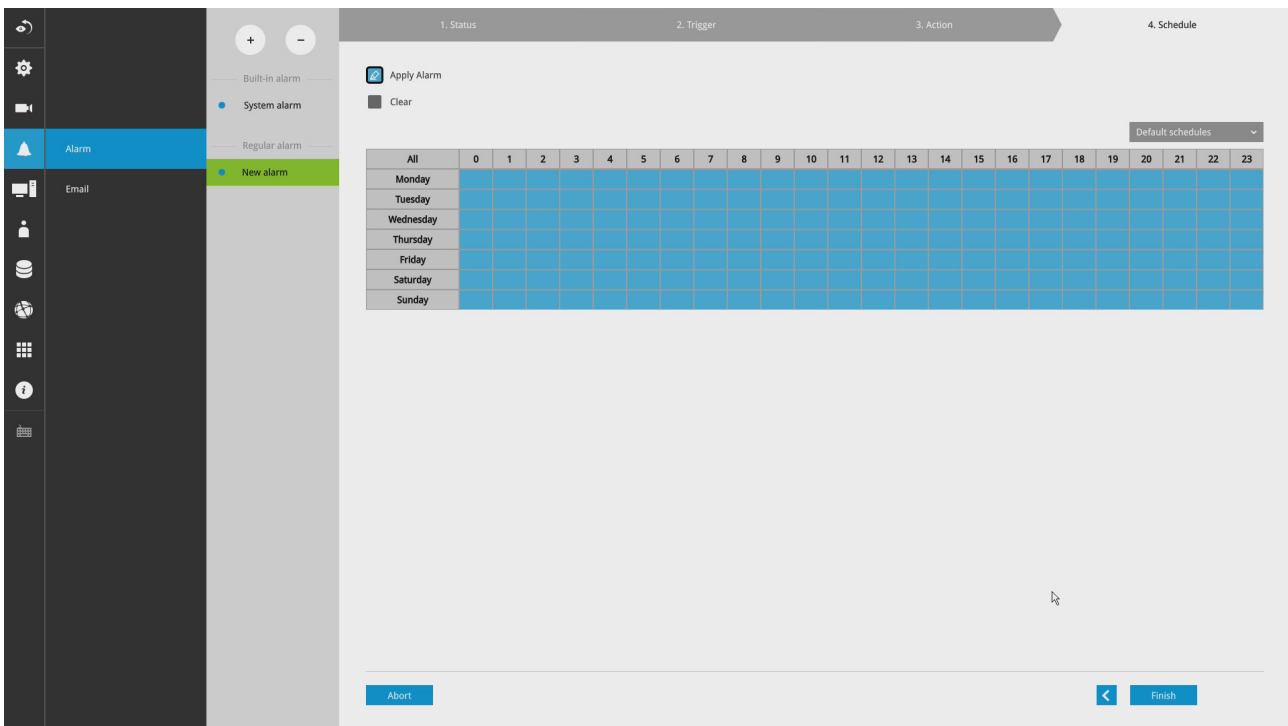 1. Status
2. Trigger
3. Action
4. Schedule
+
−
Built-in alarm
System alarm
Regular alarm
New alarm
Alarm
Email
Apply Alarm
Clear
Default schedules
All 0 1 2 3 4 5 6 7 8 9 10 11 12 13 14 15 16 17 18 19 20 21 22 23
Monday
Tuesday
Wednesday
Thursday
Friday
Saturday
Sunday
Abort
Finish